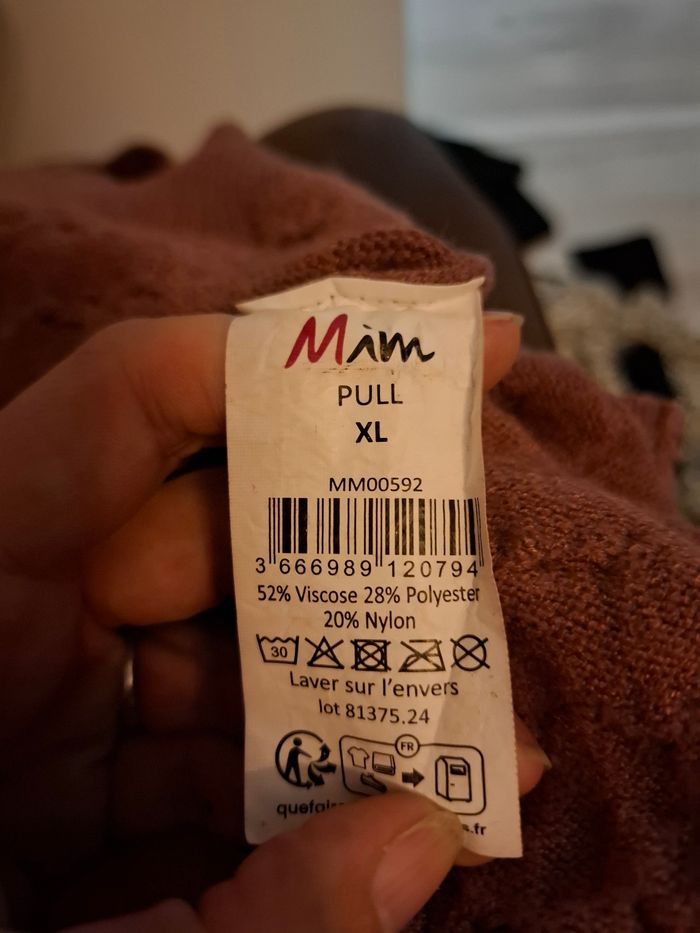 Mim
PULL
XL
MM00592
3 666989 120794
52% Viscose 28% Polyester
20% Nylon
30
Laver sur l'envers
lot 81375.24
FR